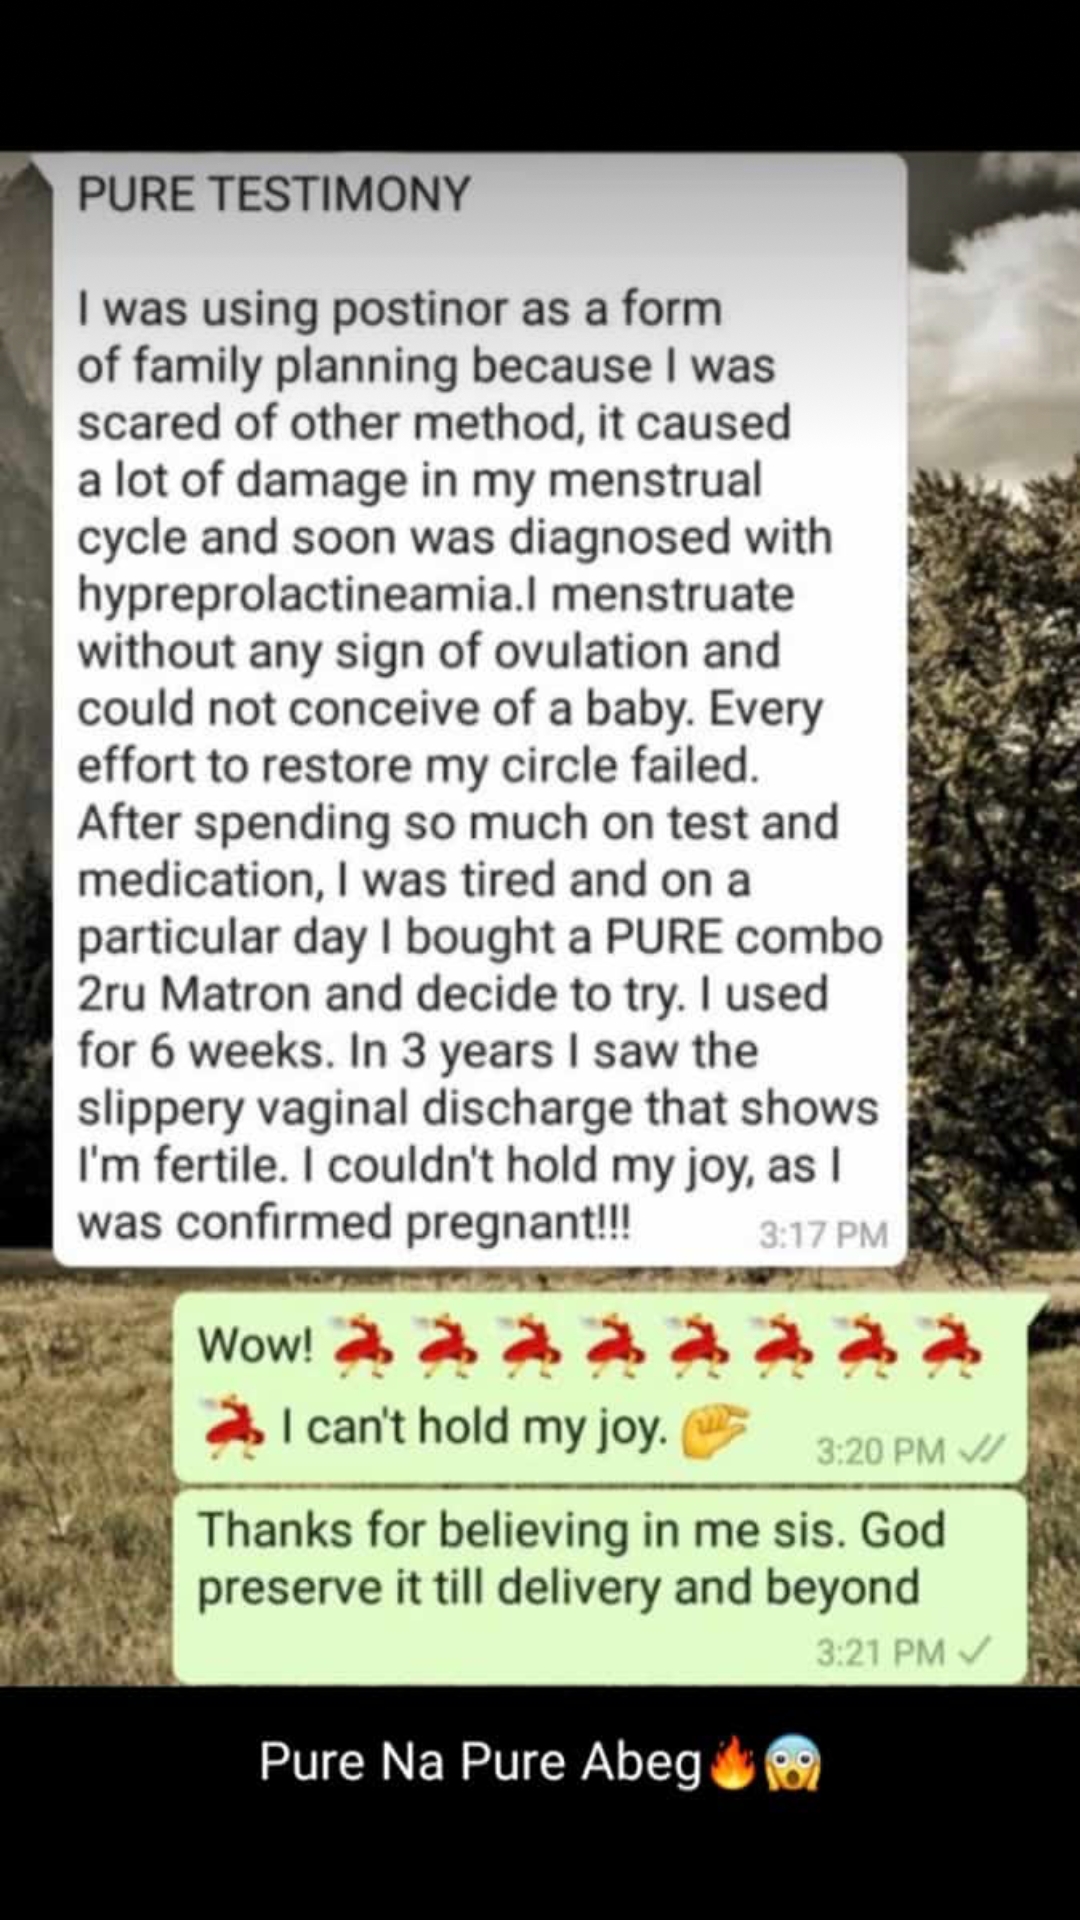 PURE TESTIMONY
I was using postinor as a form
of family planning because I was
scared of other method, it caused
a lot of damage in my menstrual
cycle and soon was diagnosed with
hypreprolactineamia.I menstruate
without any sign of ovulation and
could not conceive of a baby. Every
effort to restore my circle failed.
After spending so much on test and
medication, I was tired and on a
particular day I bought a PURE combo
2ru Matron and decide to try. I used
for 6 weeks. In 3 years I saw the
slippery vaginal discharge that shows
I'm fertile. I couldn't hold my joy, as I
was confirmed pregnant!!! 3:17 PM
Wow! 💃💃💃💃💃💃💃💃
💃 I can't hold my joy. 🤏 3:20 PM
Thanks for believing in me sis. God
preserve it till delivery and beyond
3:21 PM
Pure Na Pure Abeg🔥😱